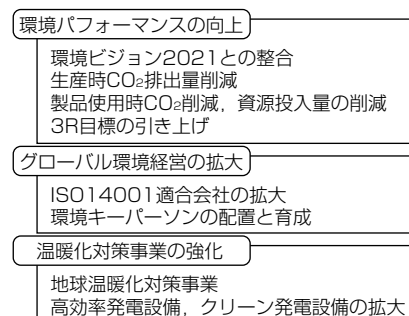 環境パフォーマンスの向上
環境ビジョン2021との整合
生産時CO₂排出量削減
製品使用時CO₂削減，資源投入量の削減
3R目標の引き上げ
グローバル環境経営の拡大
ISO14001適合会社の拡大
環境キーパーソンの配置と育成
温暖化対策事業の強化
地球温暖化対策事業
高効率発電設備，クリーン発電設備の拡大